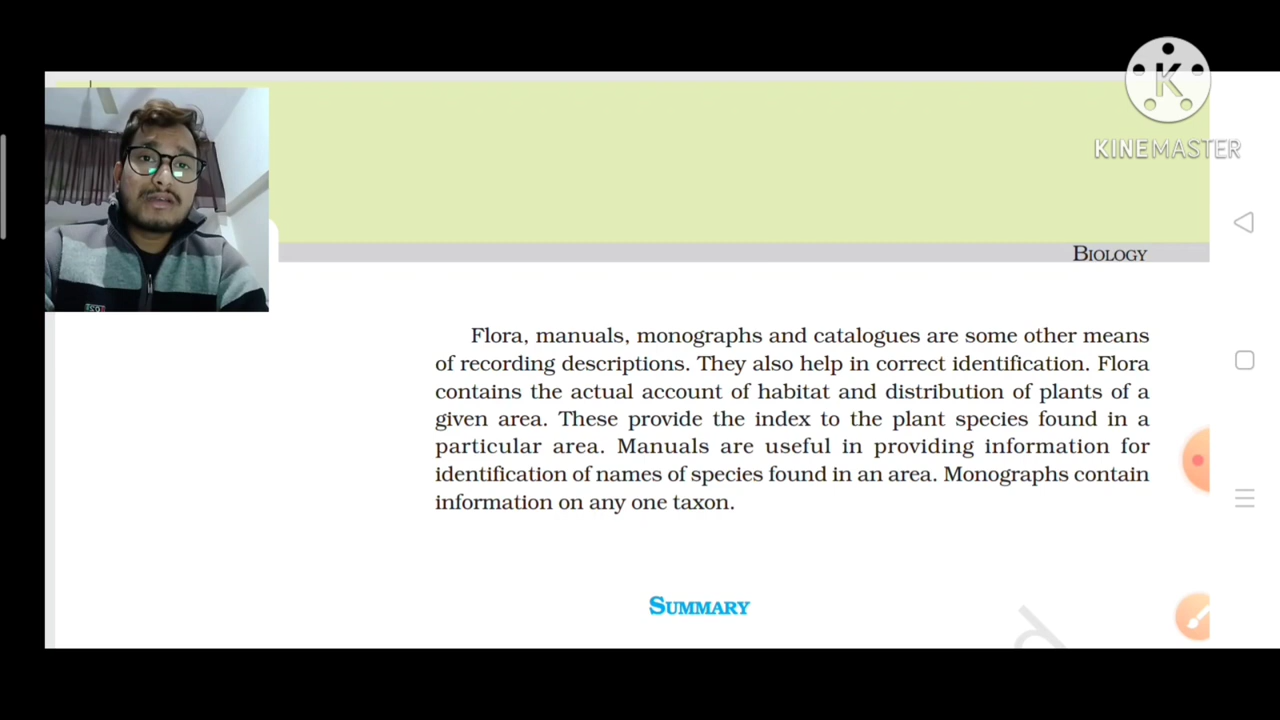 K
KINEMASTER
BIOLOGY
Flora, manuals, monographs and catalogues are some other means
of recording descriptions. They also help in correct identification. Flora
contains the actual account of habitat and distribution of plants of a
given area. These provide the index to the plant species found in a
particular area. Manuals are useful in providing information for
identification of names of species found in an area. Monographs contain
information on any one taxon.
SUMMARY